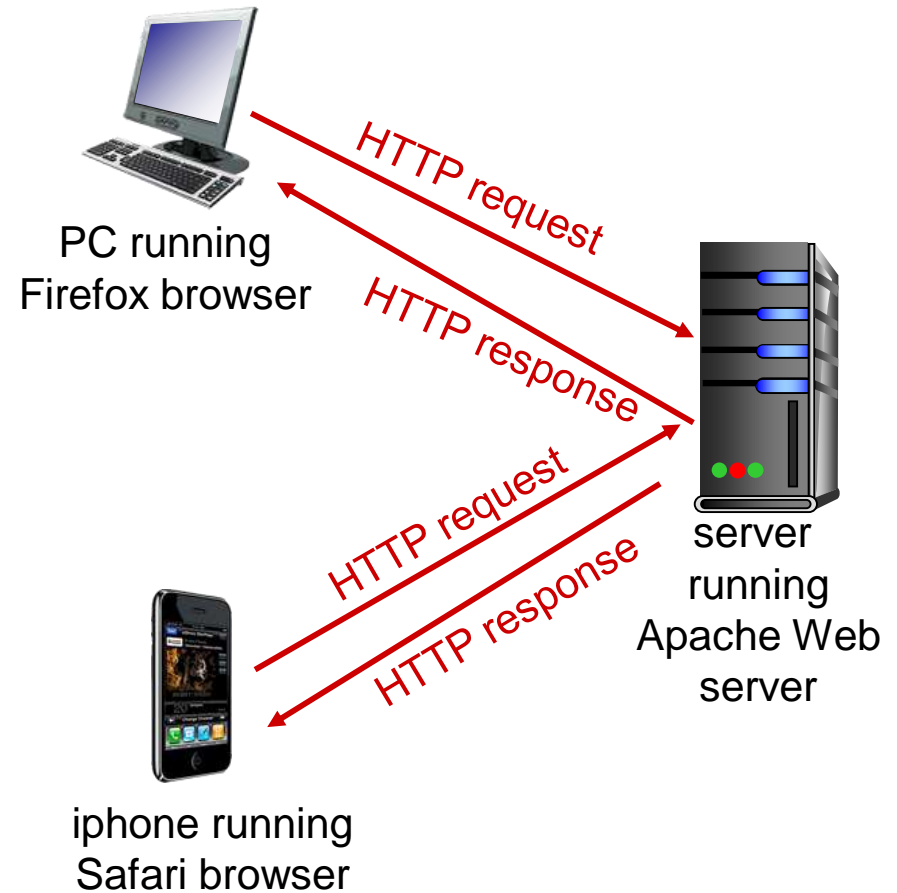 HTTP request
PC running
Firefox browser
HTTP response
HTTP request
server
running
Apache Web
server
HTTP response
iphone running
Safari browser